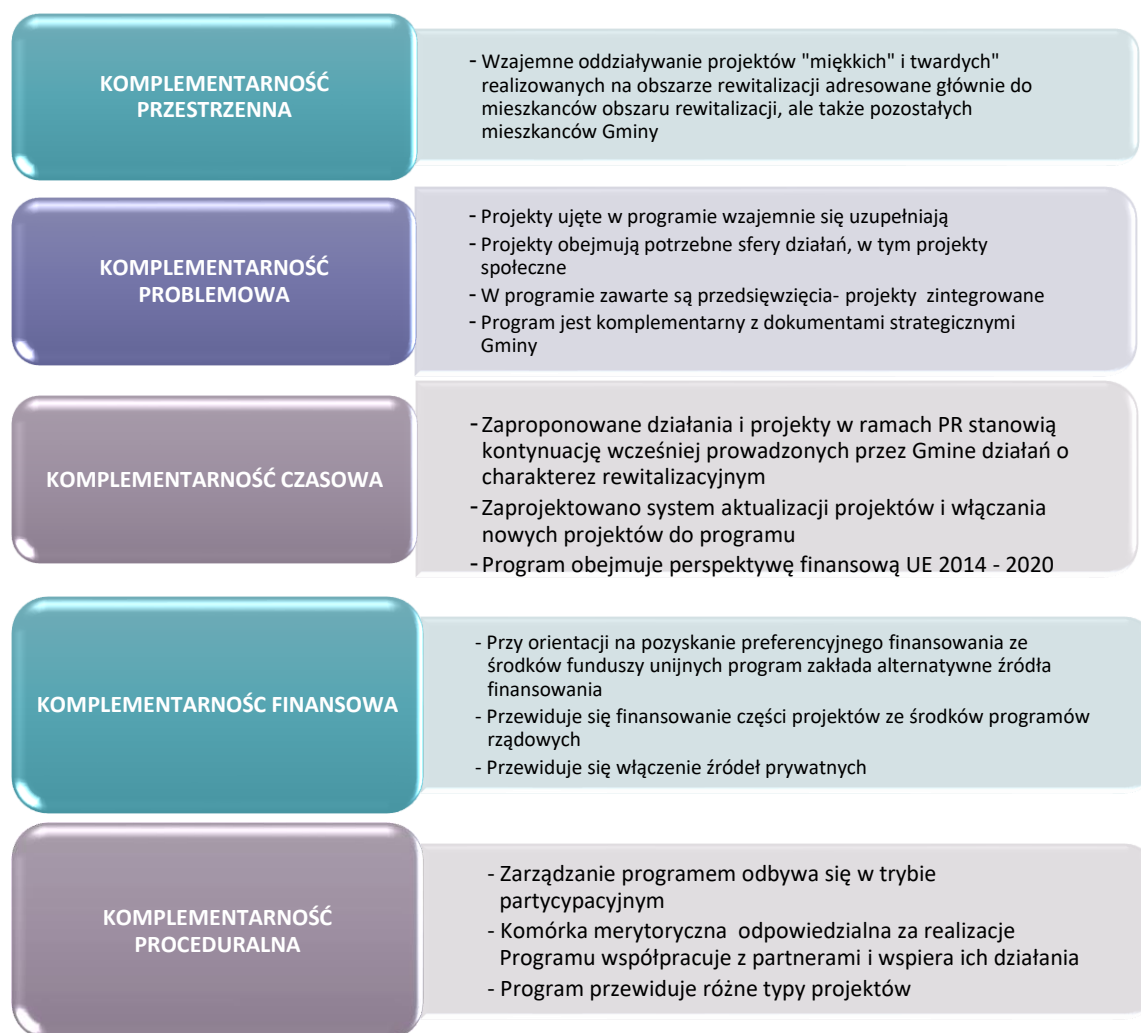 KOMPLEMENTARNOŚĆ
PRZESTRZENNA
- Wzajemne oddziaływanie projektów "miękkich" i twardych"
realizowanych na obszarze rewitalizacji adresowane głównie do
mieszkanców obszaru rewitalizacji, ale także pozostałych
mieszkanców Gminy
KOMPLEMENTARNOŚĆ
PROBLEMOWA
- Projekty ujęte w programie wzajemnie się uzupełniają
- Projekty obejmują potrzebne sfery działań, w tym projekty
społeczne
- W programie zawarte są przedsięwzięcia- projekty zintegrowane
- Program jest komplementarny z dokumentami strategicznymi
Gminy
KOMPLEMENTARNOŚĆ CZASOWA
- Zaproponowane działania i projekty w ramach PR stanowią
kontynuację wcześniej prowadzonych przez Gmine działań o
charakterez rewitalizacyjnym
- Zaprojektowano system aktualizacji projektów i włączania
nowych projektów do programu
- Program obejmuje perspektywę finansową UE 2014 - 2020
KOMPLEMENTARNOŚC FINANSOWA
- Przy orientacji na pozyskanie preferencyjnego finansowania ze
środków funduszy unijnych program zakłada alternatywne źródła
finansowania
- Przewiduje się finansowanie części projektów ze środków programów
rządowych
- Przewiduje się włączenie źródeł prywatnych
KOMPLEMENTARNOŚĆ
PROCEDURALNA
- Zarządzanie programem odbywa się w trybie
partycypacyjnym
- Komórka merytoryczna odpowiedzialna za realizacje
Programu współpracuje z partnerami i wspiera ich działania
- Program przewiduje różne typy projektów